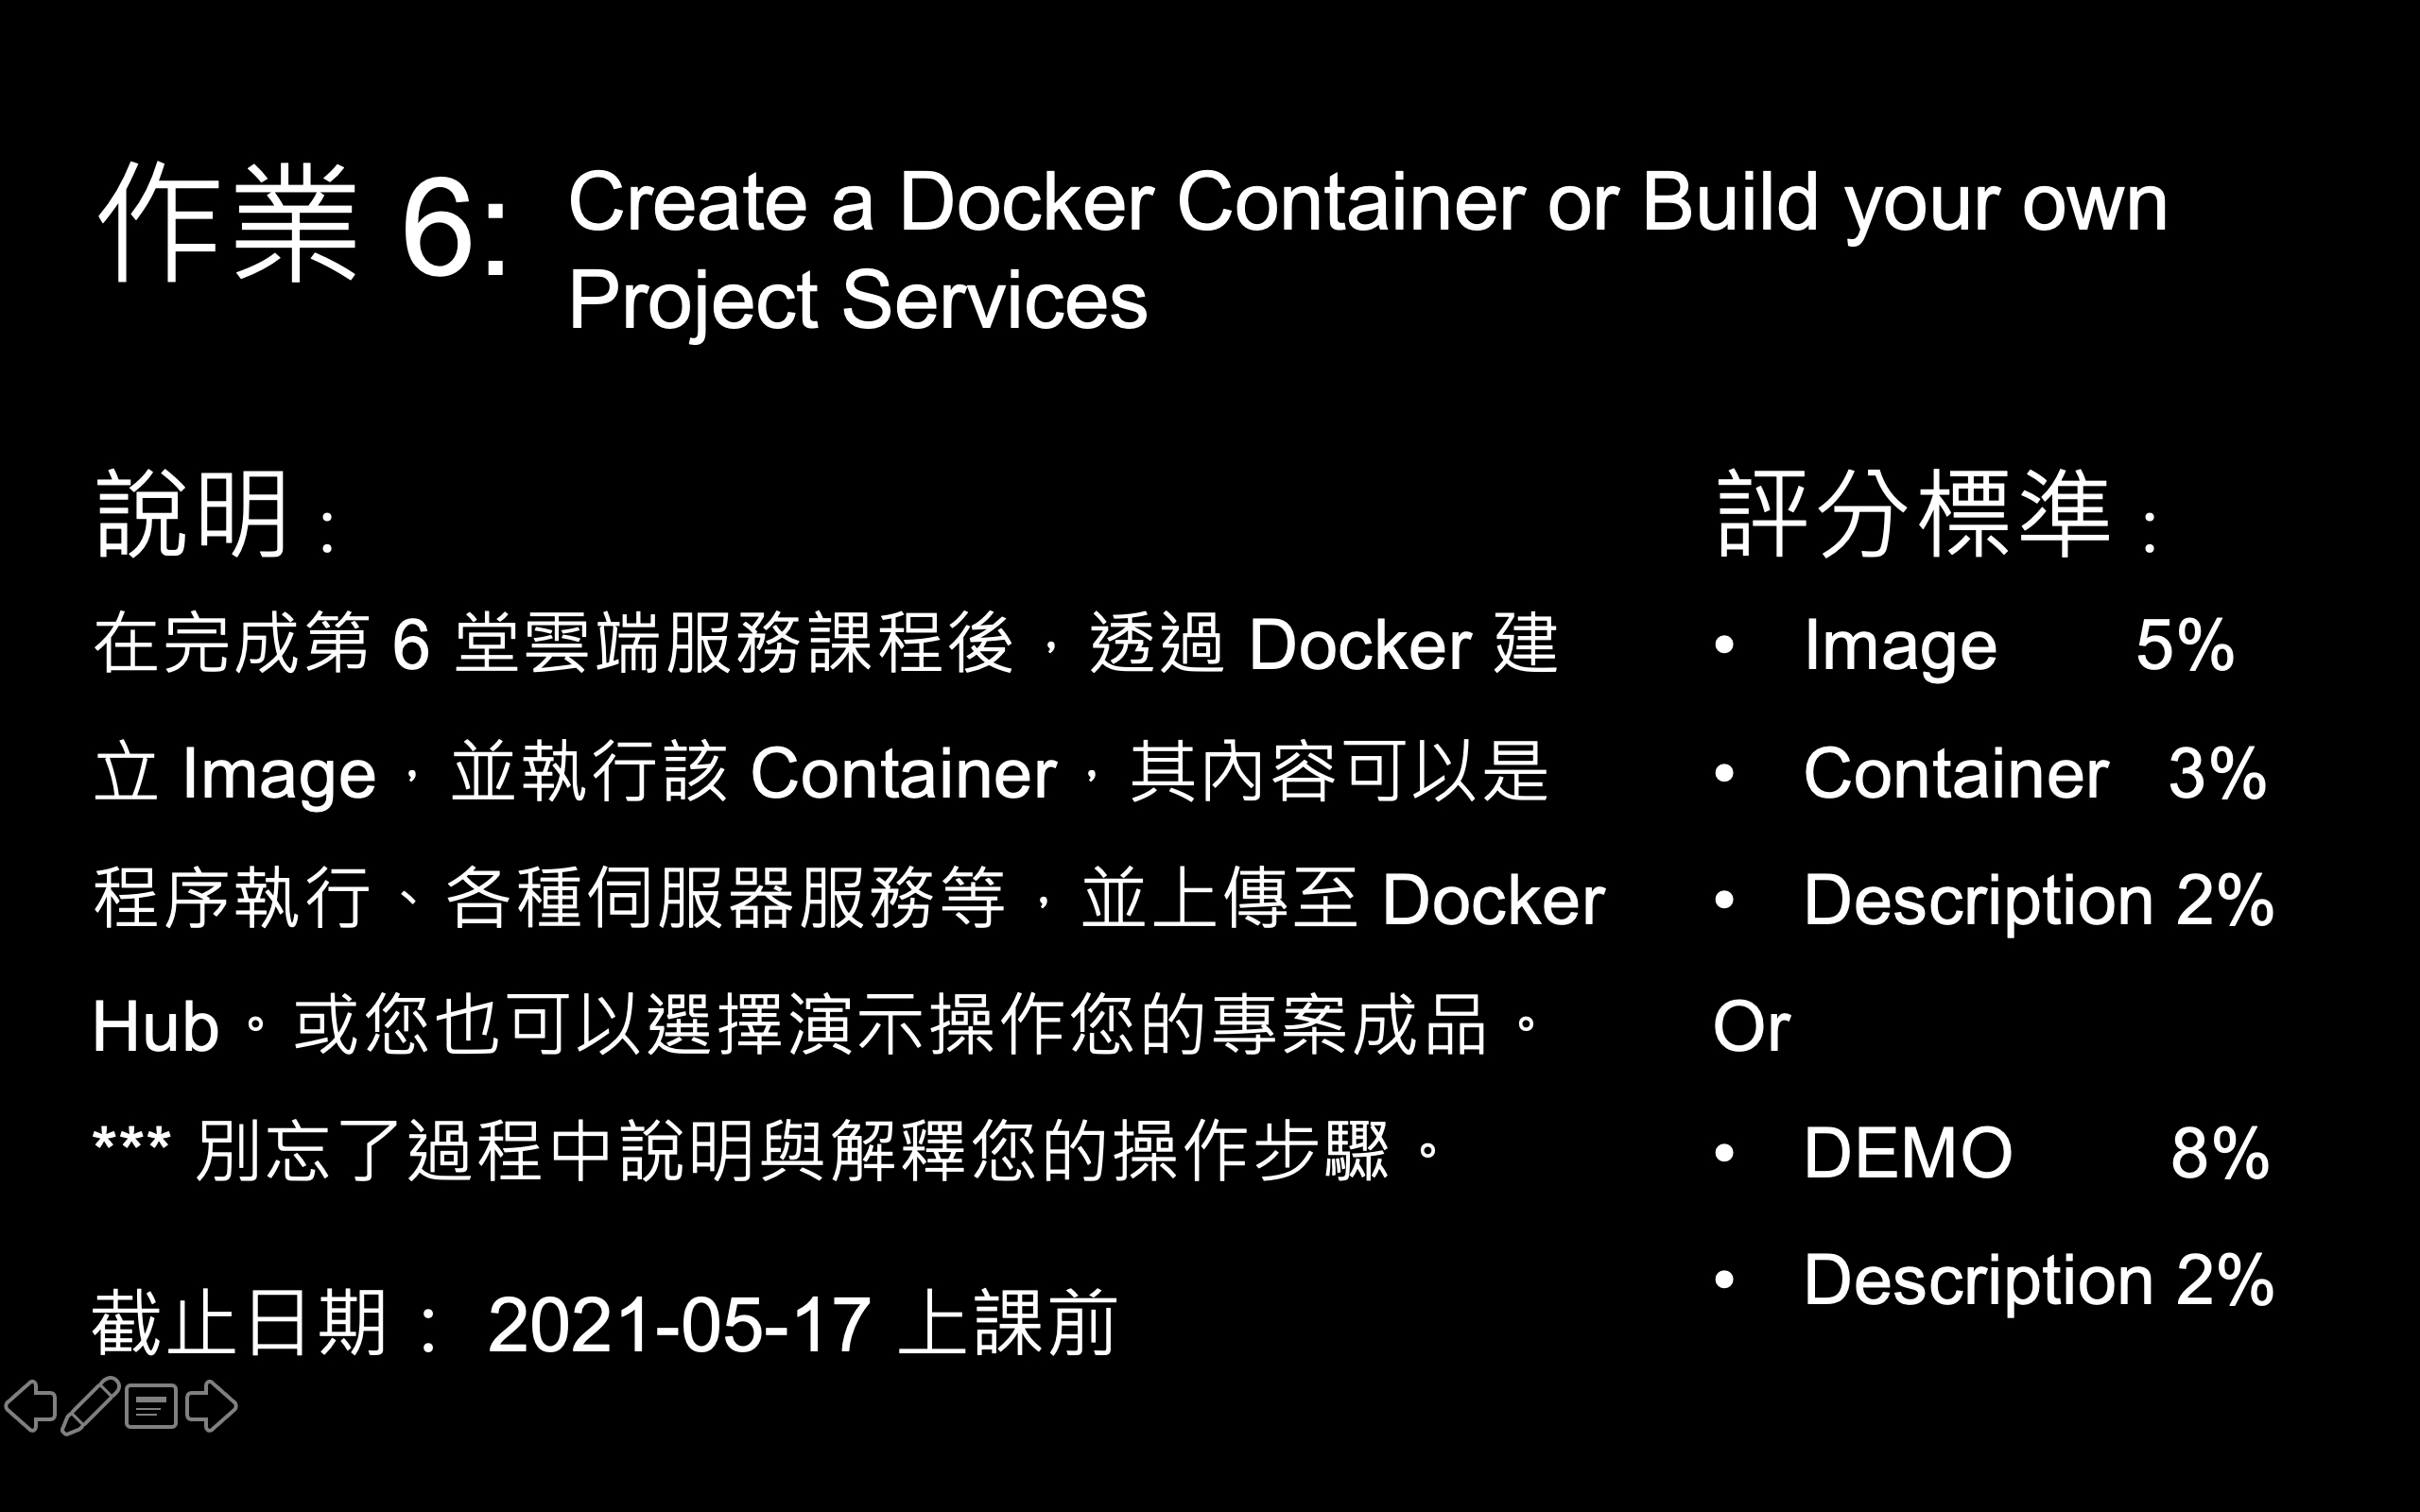 作業 6:
Create a Docker Container or Build your own
Project Services
說明：
在完成第 6 堂雲端服務課程後，透過 Docker 建
立 Image，並執行該 Container，其內容可以是
程序執行、各種伺服器服務等，並上傳至 Docker
Hub。或您也可以選擇演示操作您的專案成品。
*** 別忘了過程中說明與解釋您的操作步驟。
截止日期： 2021-05-17 上課前
評分標準：
• Image 5%
• Container 3%
• Description 2%
Or
• DEMO 8%
• Description 2%